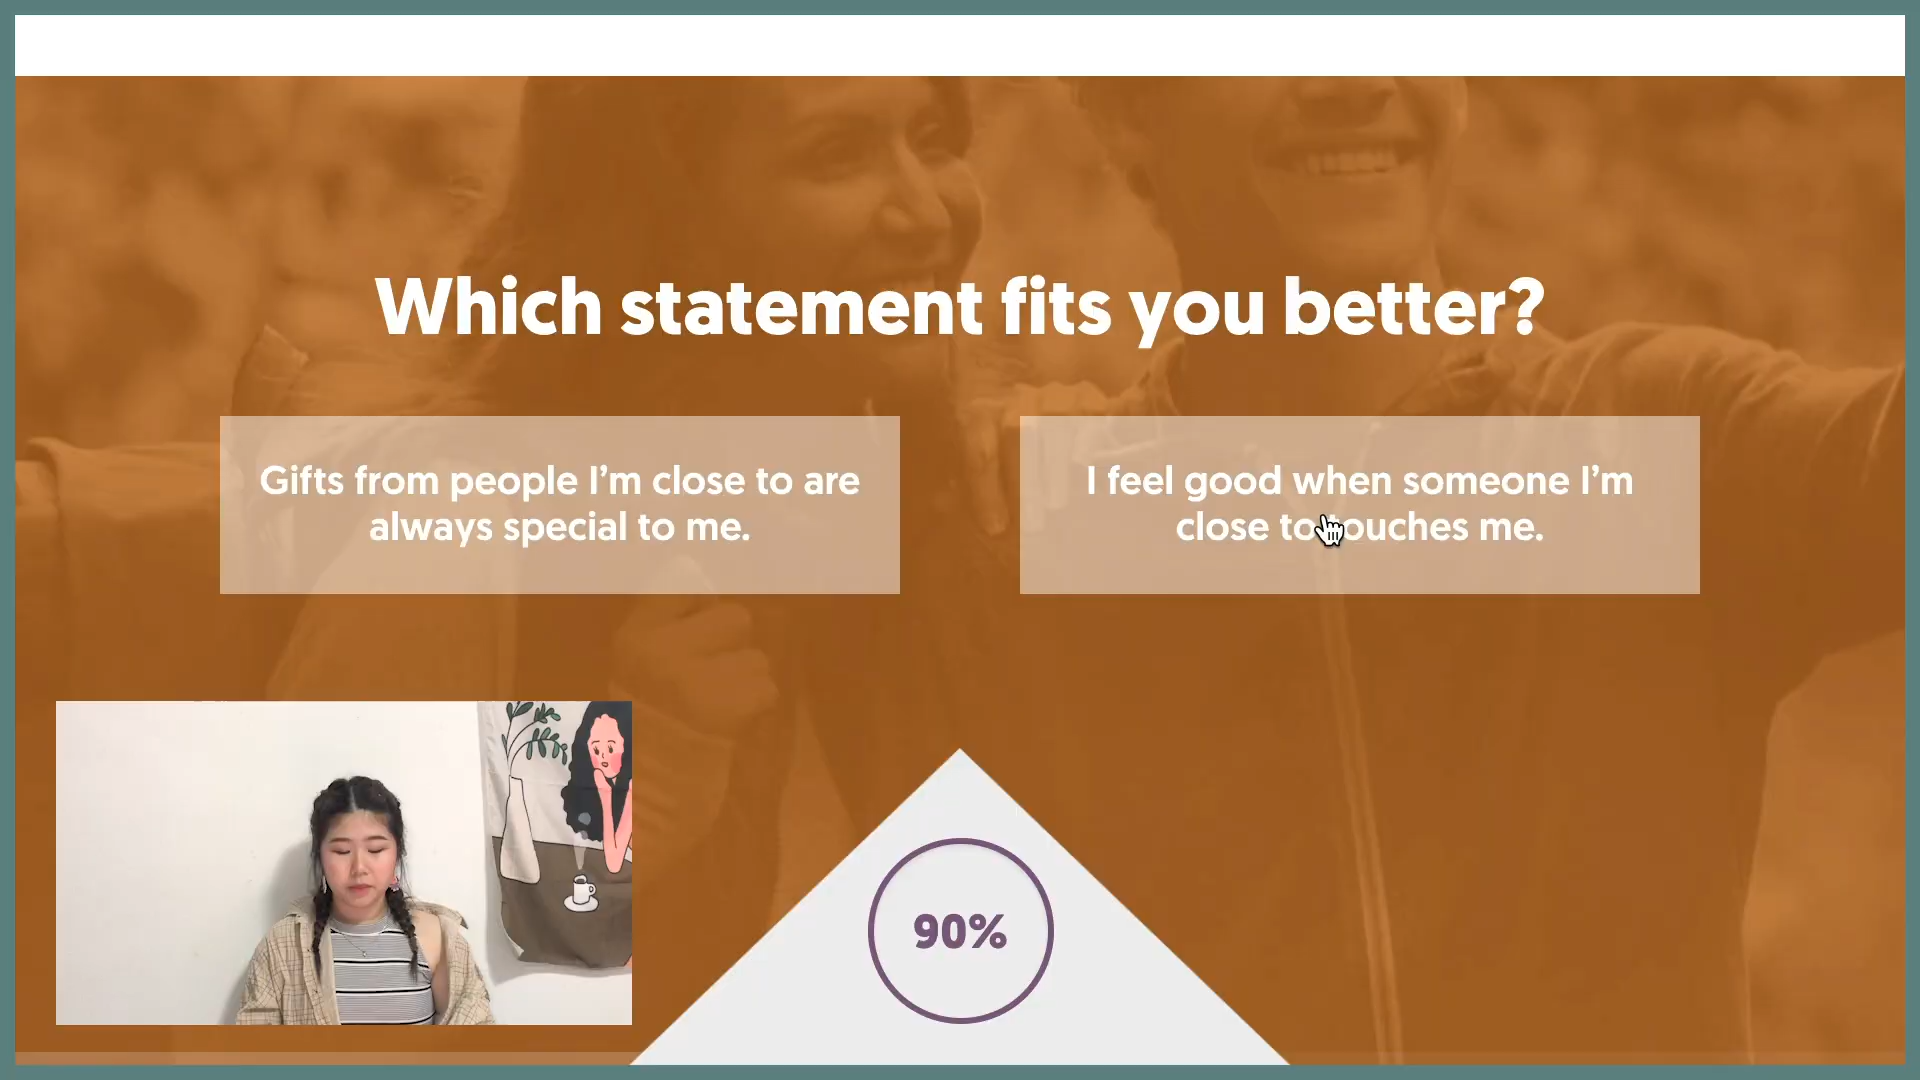 Which statement fits you better?
Gifts from people I’m close to are
always special to me.
I feel good when someone I’m
close to touches me.
90%